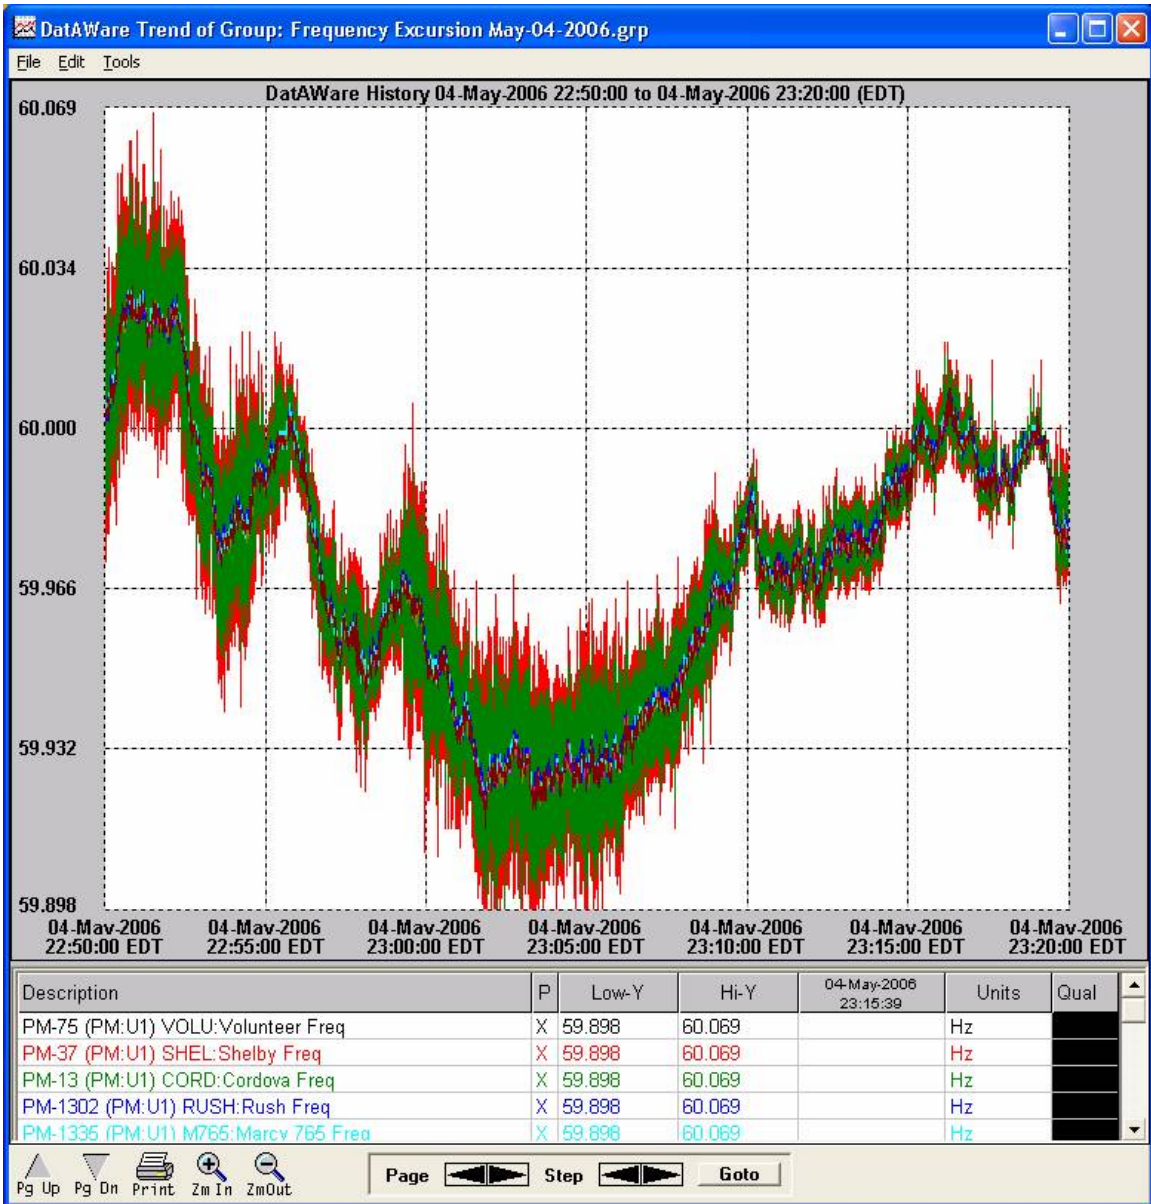 DatAWare Trend of Group: Frequency Excursion May-04-2006.grp
File Edit Tools
DatAWare History 04-May-2006 22:50:00 to 04-May-2006 23:20:00 (EDT)
60.069
60.034
60.000
59.966
59.932
59.898
04-May-2006 04-May-2006 04-May-2006 04-May-2006 04-May-2006 04-May-2006 04-May-2006
22:50:00 EDT 22:55:00 EDT 23:00:00 EDT 23:05:00 EDT 23:10:00 EDT 23:15:00 EDT 23:20:00 EDT
Description P Low-Y Hi-Y 04-May-2006 23:15:39 Units Qual
PM-75 (PM:U1) VOLU:Volunteer Freq X 59.898 60.069 Hz
PM-37 (PM:U1) SHEL:Shelby Freq X 59.898 60.069 Hz
PM-13 (PM:U1) CORD:Cordova Freq X 59.898 60.069 Hz
PM-1302 (PM:U1) RUSH:Rush Freq X 59.898 60.069 Hz
PM-1335 (PM:U1) M765:Marcy 765 Freq X 59.898 60.069 Hz
Pg Up Pg Dn Print Zm In ZmOut Page Step Goto